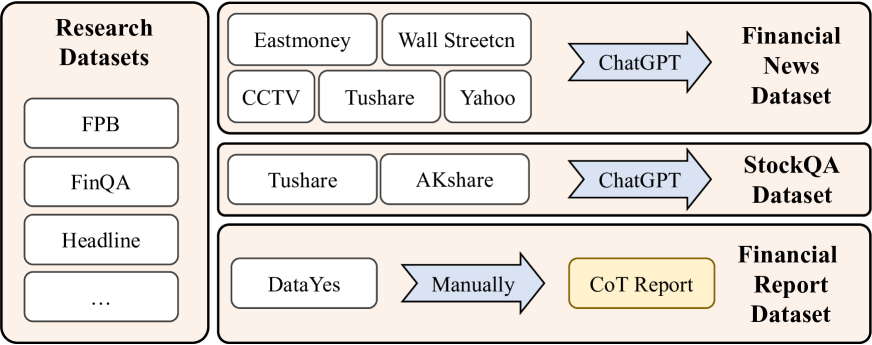 Research
Datasets
FPB
FinQA
Headline
...
Eastmoney
Wall Streetcn
CCTV
Tushare
Yahoo
ChatGPT
Financial
News
Dataset
Tushare
AKshare
ChatGPT
StockQA
Dataset
DataYes
Manually
CoT Report
Financial
Report
Dataset